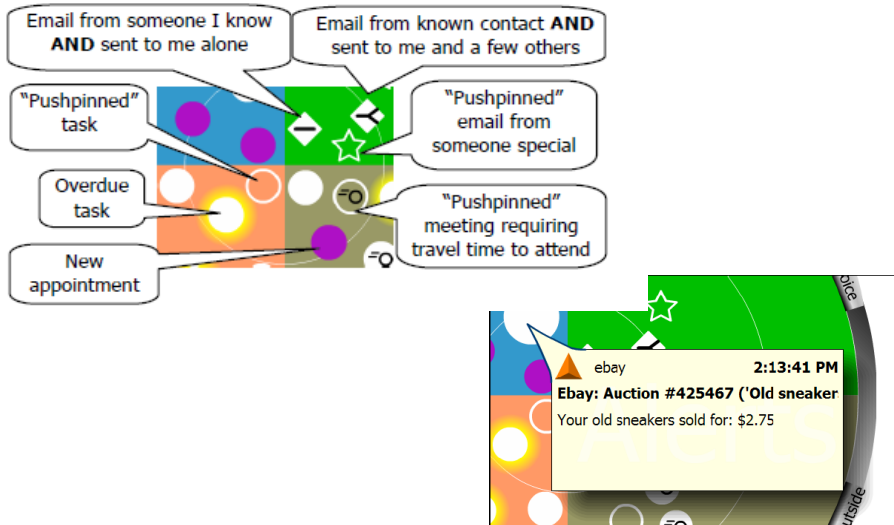 Email from someone I know
AND sent to me alone
Email from known contact AND
sent to me and a few others
"Pushpinned"
task
"Pushpinned"
email from
someone special
Overdue
task
"Pushpinned"
meeting requiring
travel time to attend
New
appointment
oice
ebay
2:13:41 PM
Ebay: Auction #425467 ('Old sneaker
Your old sneakers sold for: $2.75
Alerts
utside